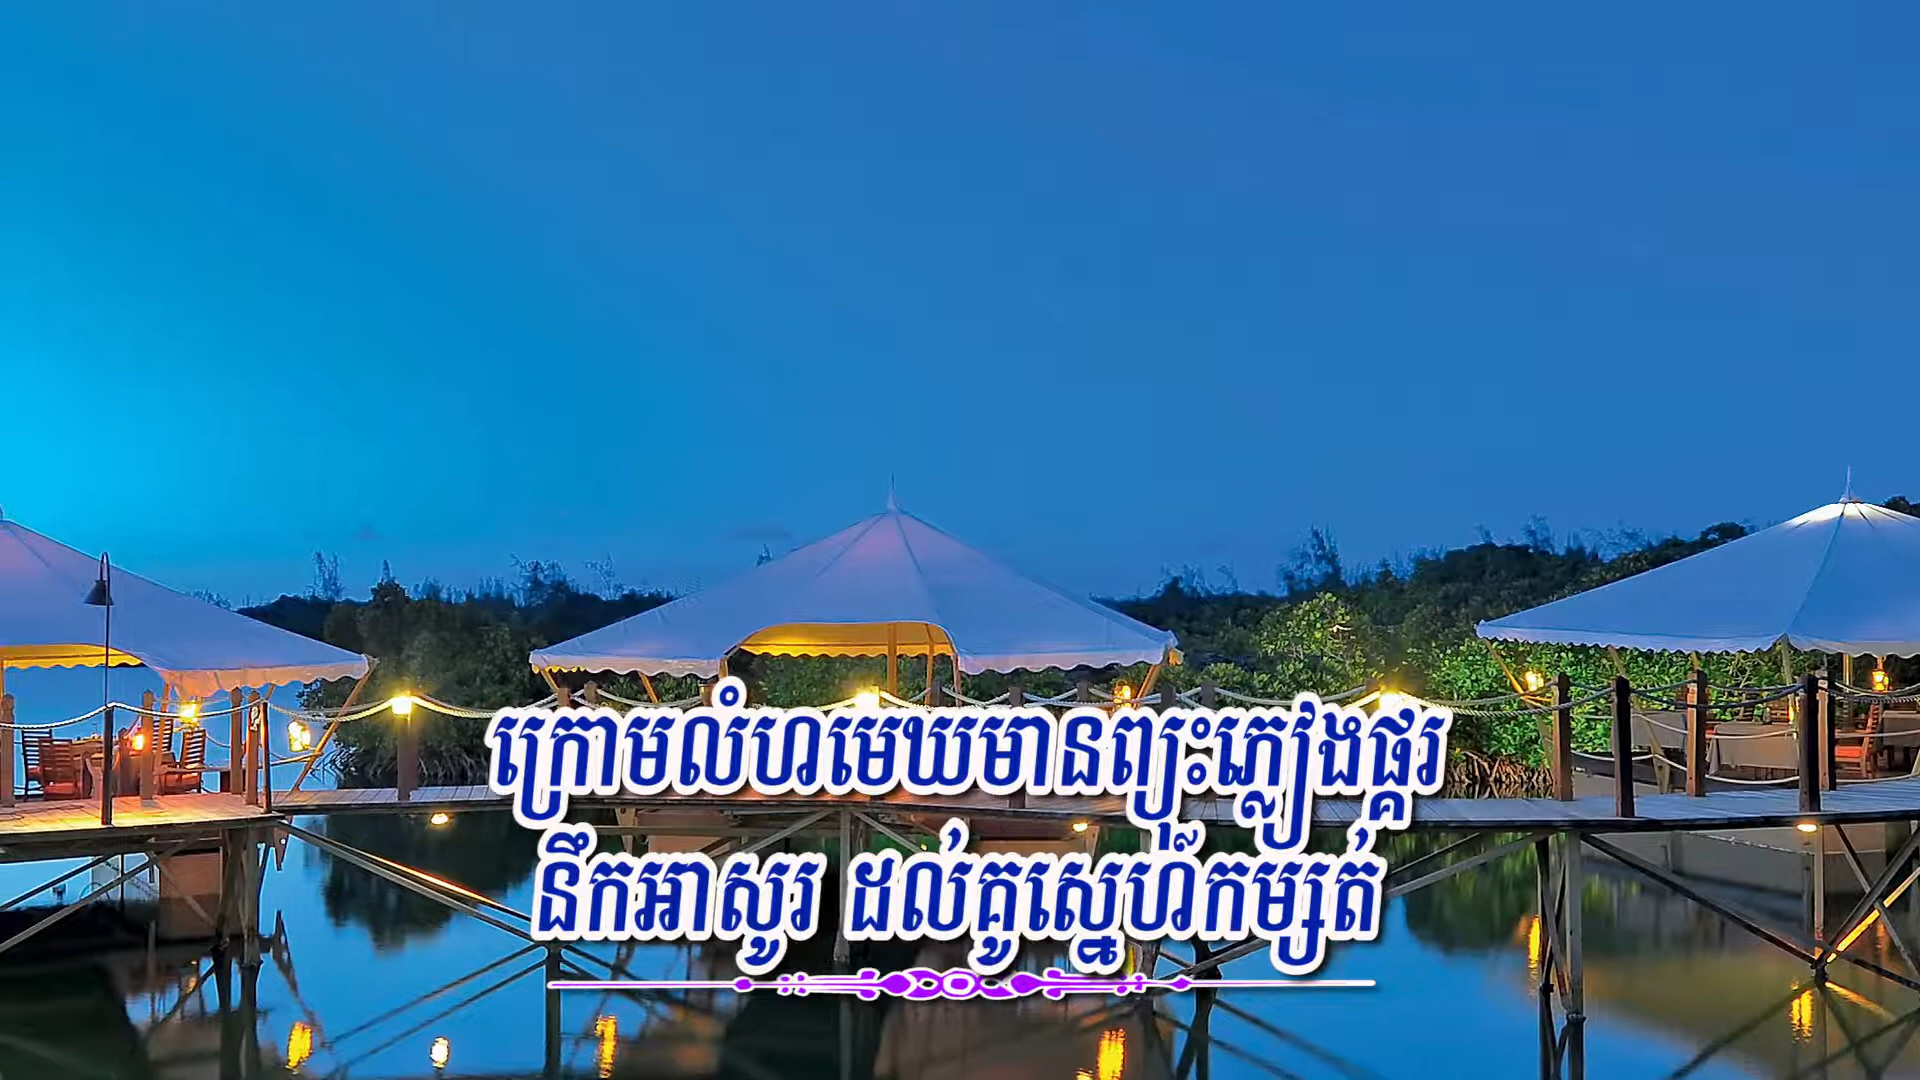 ក្រោមលំហរមេឃមានព្យុះភ្លៀងផ្គរ
នឹកអាសូរ ដល់គូស្នេហ៍កម្សត់